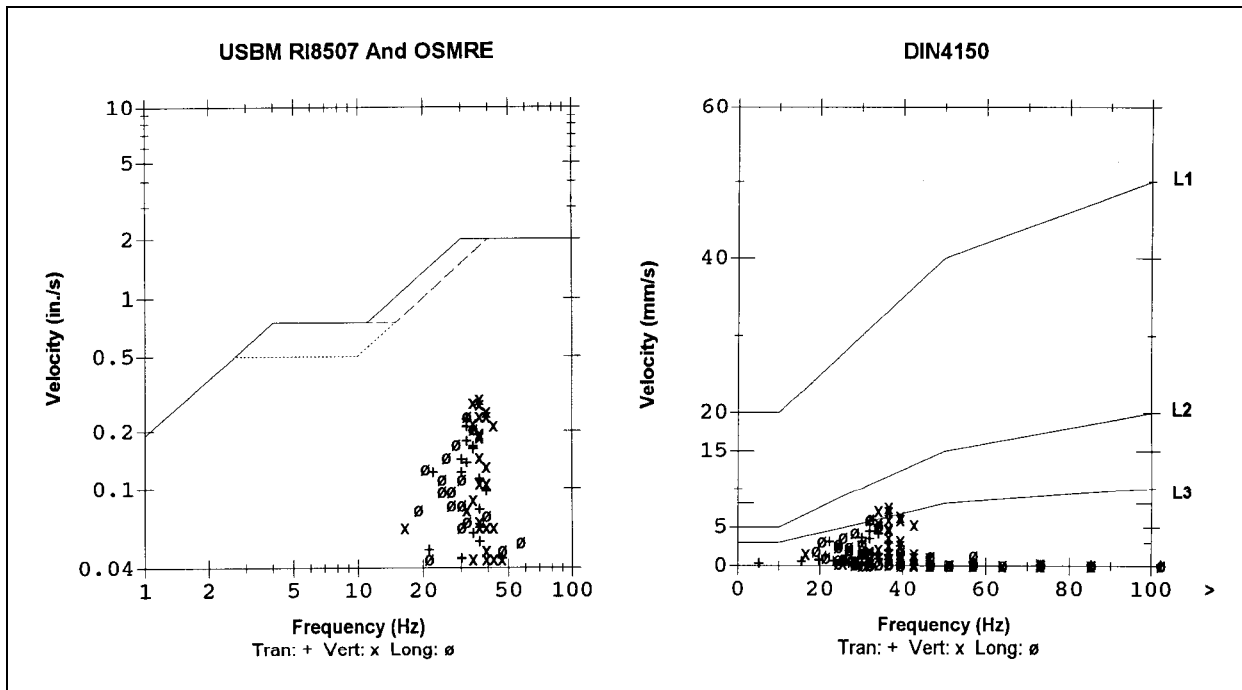 USBM RI8507 And OSMRE
10
5
2
1
0.5
0.2
0.1
0.04
Velocity (in./s)
1 2 5 10 20 50 100
Frequency (Hz)
Tran: + Vert: x Long: ø
DIN4150
60
40
20
15
5
0
Velocity (mm/s)
L1
L2
L3
0 20 40 60 80 100 >
Frequency (Hz)
Tran: + Vert: x Long: ø